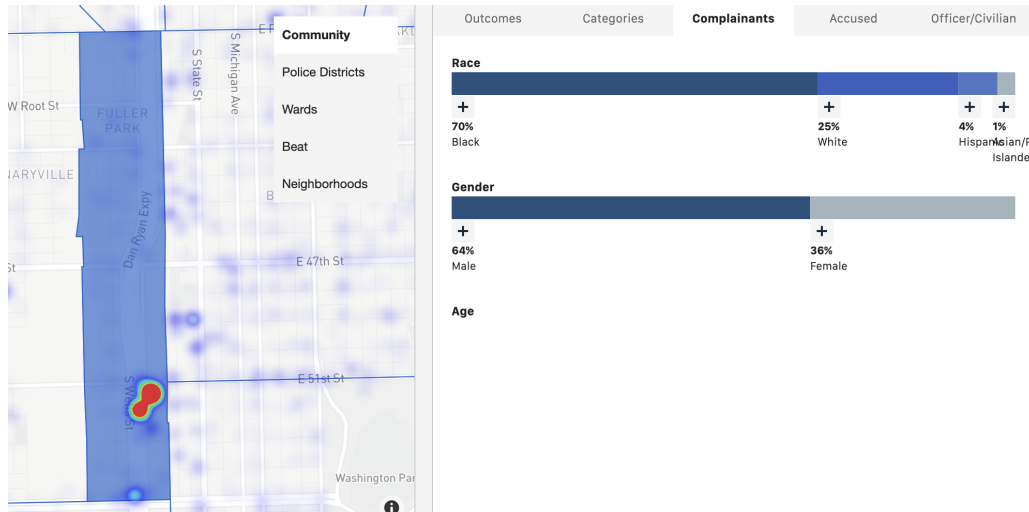 Community
Police Districts
Wards
Beat
Neighborhoods
W Root St
FULLER
PARK
S State St
S Michigan Ave
Dan Ryan Expy
E 47th St
E 51st St
Outcomes
Categories
Complainants
Accused
Officer/Civilian
Race
70%
Black
25%
White
4%
Hispanic
1%
Asian/P
Islande
Gender
64%
Male
36%
Female
Age